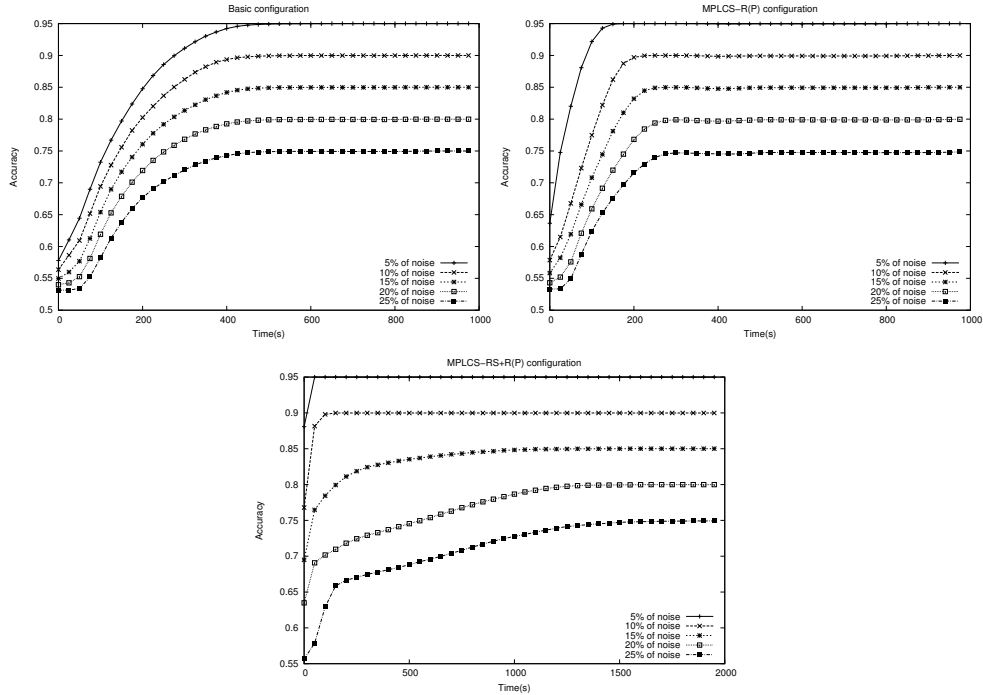 Basic configuration
0.95
0.9
0.85
0.8
0.75
0.7
0.65
0.6
0.55
0.5
Accuracy
0 200 400 600 800 1000
Time(s)
5% of noise
10% of noise
15% of noise
20% of noise
25% of noise
MPLCS−R(P) configuration
0.95
0.9
0.85
0.8
0.75
0.7
0.65
0.6
0.55
0.5
Accuracy
0 200 400 600 800 1000
Time(s)
5% of noise
10% of noise
15% of noise
20% of noise
25% of noise
MPLCS−RS+R(P) configuration
0.95
0.9
0.85
0.8
0.75
0.7
0.65
0.6
0.55
Accuracy
0 500 1000 1500 2000
Time(s)
5% of noise
10% of noise
15% of noise
20% of noise
25% of noise